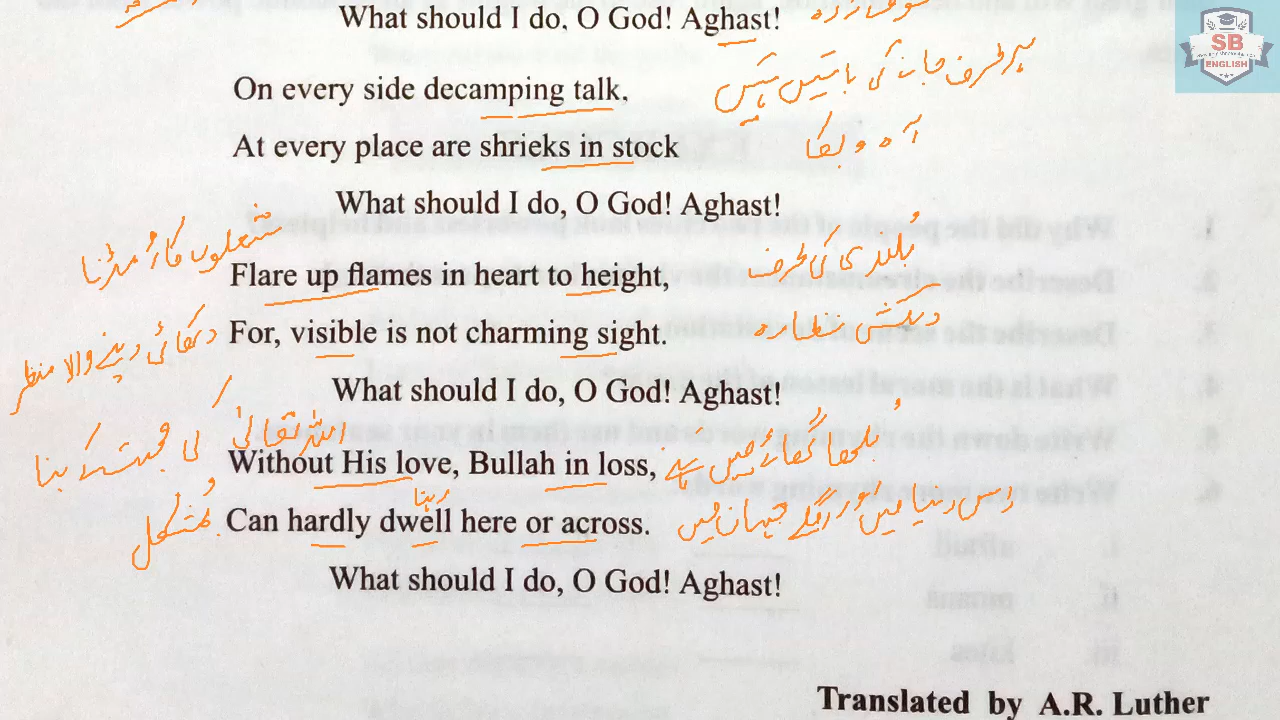 What should I do, O God! Aghast!
SB
ENGLISH
On every side decamping talk, ہر طرف جانے کی باتیں ہیں
At every place are shrieks in stock آہ و بکا
What should I do, O God! Aghast!
شعلوں کا
Flare up flames in heart to height, بلندی کی طرف
For, visible is not charming sight. دلکش نظارہ
دکھائی دینے والا منظر
What should I do, O God! Aghast!
اللہ تعالیٰ کی محبت کے بنا
Without His love, Bullah in loss, بلھا گھاٹے میں ہے
رہنا
Can hardly dwell here or across. اس دنیا میں اور اگلے جہان میں
مشکل
What should I do, O God! Aghast!
Translated by A.R. Luther